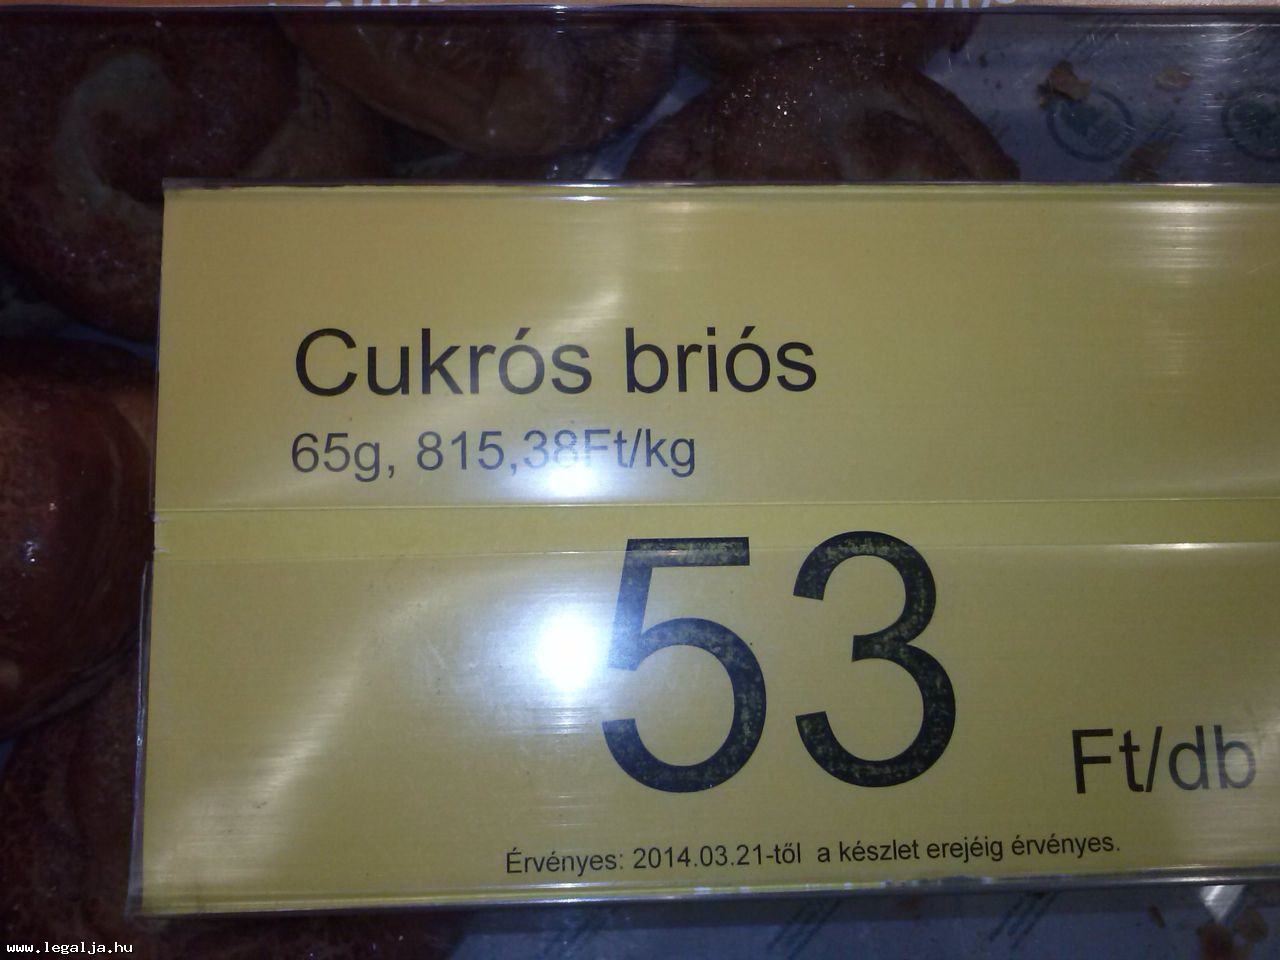 Cukrós briós
65g, 815,38Ft/kg
53
Ft/db
Érvényes: 2014.03.21-től  a készlet erejéig érvényes.
www.legalja.hu